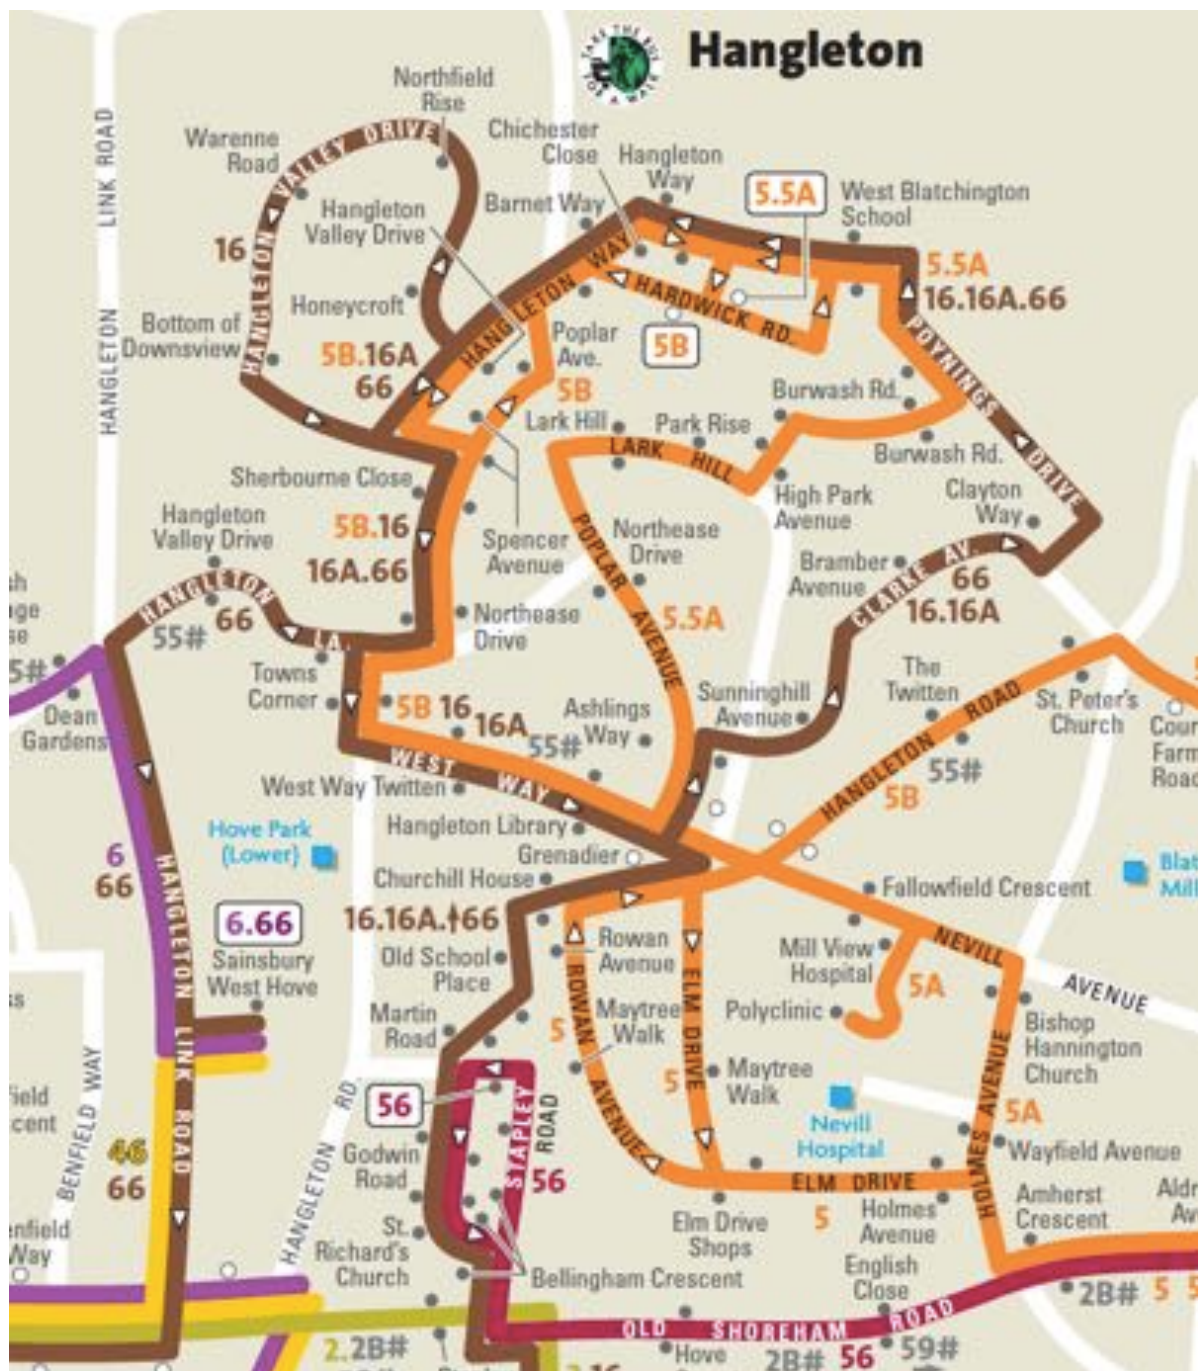 Hangleton
TAKE THE BUS
FOR A WALK
Northfield
Rise
Warenne
Road
VALLEY DRIVE
HANGLETON
LINK ROAD
HANGLETON
Chichester
Close
Hangleton
Way
5.5A
West Blatchington
School
Barnet Way
Hangleton
Valley Drive
16
Honeycroft
Bottom of
Downsview
HANGLETON
HANGLETON WAY
HARDWICK RD.
5B
5.5A
16.16A.66
5B.16A
66
Poplar
Ave.
5B
POYNINGS
DRIVE
Burwash Rd.
Lark Hill
Park Rise
LARK HILL
Burwash Rd.
Sherbourne Close
High Park
Avenue
Clayton
Way
Hangleton
Valley Drive
5B.16
16A.66
Spencer
Avenue
POPLAR AVENUE
Northease
Drive
Bramber
Avenue
CLARKE AV.
66
16.16A
HANGLETON
LA.
66
55#
Northease
Drive
5.5A
5#
Towns
Corner
Dean
Gardens
5B 16
16A
55#
Ashlings
Way
Sunninghill
Avenue
The
Twitten
HANGLETON ROAD
St. Peter's
Church
55#
5B
WEST WAY
West Way Twitten
Hangleton Library
Grenadier
Hove Park
(Lower)
6
66
Churchill House
16.16A.†66
Fallowfield Crescent
6.66
Sainsbury
West Hove
HANGLETON LINK ROAD
Old School
Place
Rowan
Avenue
Mill View
Hospital
NEVILL
AVENUE
5A
Polyclinic
Martin
Road
5
Maytree
Walk
ROWAN AVENUE
ELM DRIVE
Bishop
Hannington
Church
BENFIELD WAY
HANGLETON RD.
56
STAPLEY
ROAD
56
5
Maytree
Walk
Nevill
Hospital
5A
HOLMES AVENUE
Wayfield Avenue
46
66
Godwin
Road
ELM DRIVE
5
Holmes
Avenue
Amherst
Crescent
St.
Richard's
Church
Elm Drive
Shops
Bellingham Crescent
English
Close
2B# 5
OLD SHOREHAM ROAD
2.2B#
Hove
2B# 56
59#